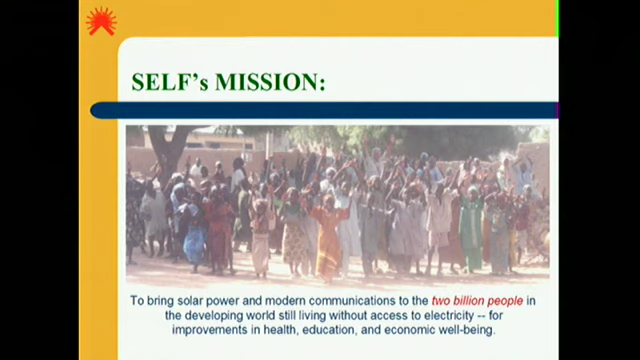 SELF's MISSION:
To bring solar power and modern communications to the two billion people in
the developing world still living without access to electricity -- for
improvements in health, education, and economic well-being.